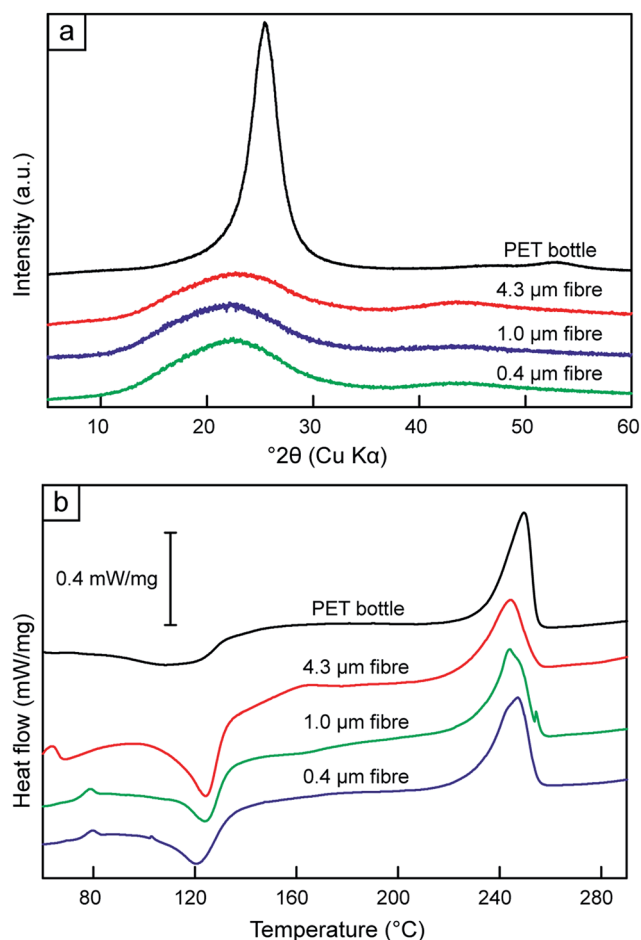 a
Intensity (a.u.)
PET bottle
4.3 µm fibre
1.0 µm fibre
0.4 µm fibre
10 20 30 40 50 60
°2θ (Cu Kα)
b
0.4 mW/mg
Heat flow (mW/mg)
PET bottle
4.3 µm fibre
1.0 µm fibre
0.4 µm fibre
80 120 160 200 240 280
Temperature (°C)